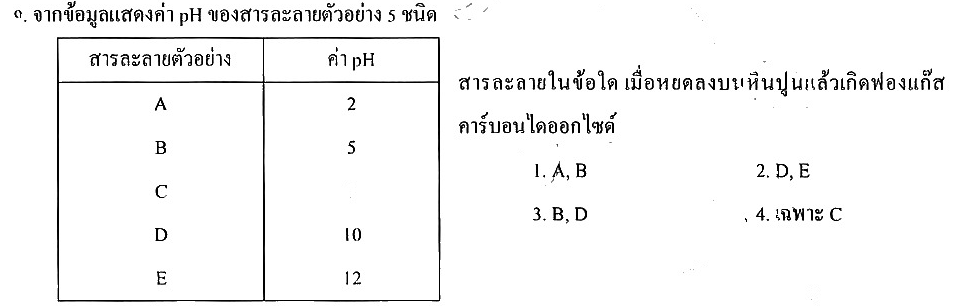 ๑. จากข้อมูลแสดงค่า pH ของสารละลายตัวอย่าง 5 ชนิด
สารละลายตัวอย่าง ค่า pH
A 2
B 5
C
D 10
E 12
สารละลายในข้อใด เมื่อหยดลงบนหินปูนแล้วเกิดฟองแก๊ส
คาร์บอนไดออกไซด์
1. A, B 2. D, E
3. B, D 4. เฉพาะ C